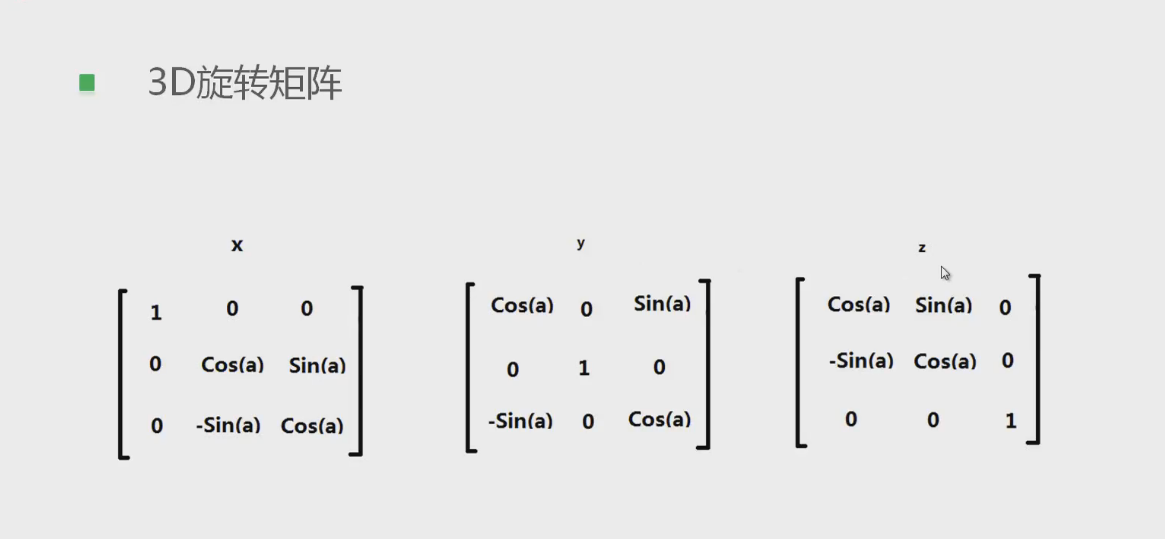 3D旋转矩阵
x
y
z
1 0 0
0 Cos(a) Sin(a)
0 -Sin(a) Cos(a)
Cos(a) 0 Sin(a)
0 1 0
-Sin(a) 0 Cos(a)
Cos(a) Sin(a) 0
-Sin(a) Cos(a) 0
0 0 1